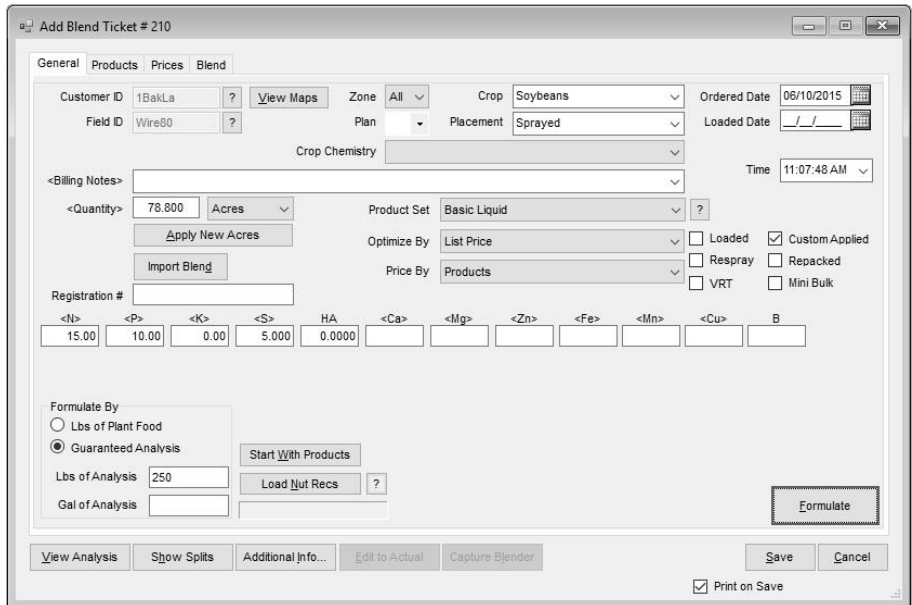 Add Blend Ticket # 210
General Products Prices Blend
Customer ID 1BakLa ? View Maps Zone All Crop Soybeans Ordered Date 06/10/2015
Field ID Wire80 ? Plan Placement Sprayed Loaded Date __/__/____
Crop Chemistry
Time 11:07:48 AM
<Billing Notes>
<Quantity> 78.800 Acres Product Set Basic Liquid ?
Apply New Acres Optimize By List Price Loaded Custom Applied
Import Blend Price By Products Respray Repacked
VRT Mini Bulk
Registration #
<N> <P> <K> <S> HA <Ca> <Mg> <Zn> <Fe> <Mn> <Cu> B
15.00 10.00 0.00 5.000 0.0000
Formulate By
Lbs of Plant Food
Guaranteed Analysis Start With Products
Lbs of Analysis 250 Load Nut Recs ?
Gal of Analysis Formulate
View Analysis Show Splits Additional Info... Edit to Actual Capture Blender Save Cancel
Print on Save